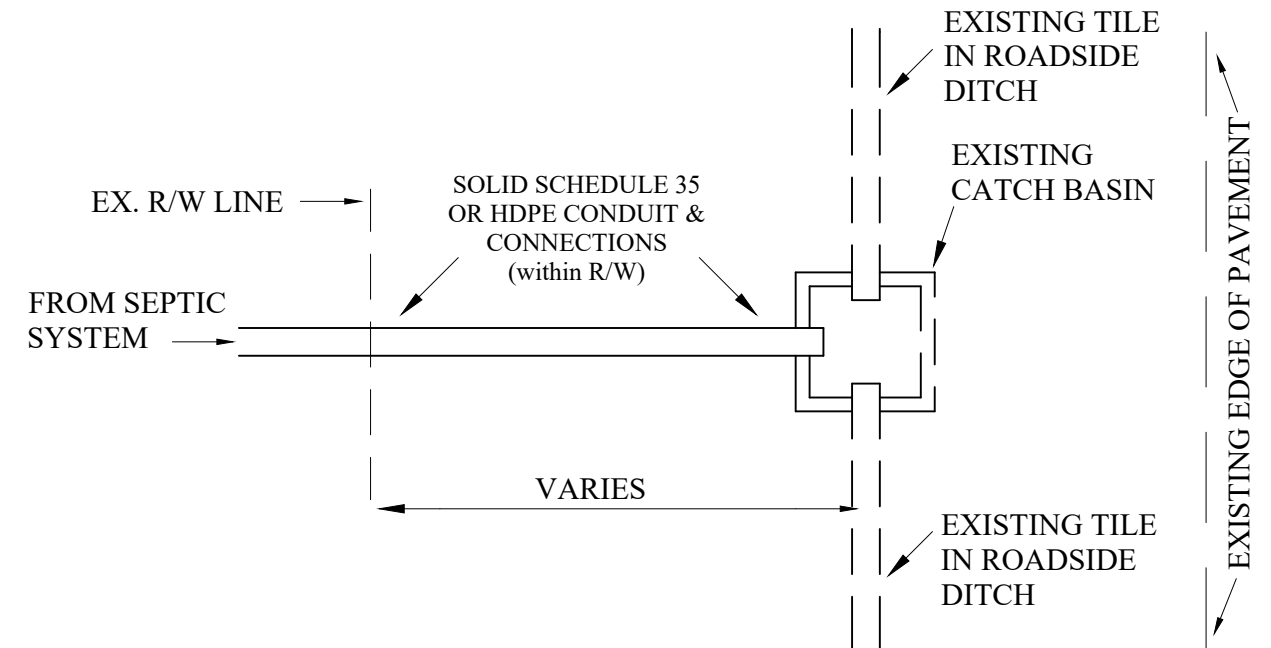 EXISTING TILE
IN ROADSIDE
DITCH
EXISTING
CATCH BASIN
SOLID SCHEDULE 35
OR HDPE CONDUIT &
CONNECTIONS
(within R/W)
EX. R/W LINE
FROM SEPTIC
SYSTEM
VARIES
EXISTING TILE
IN ROADSIDE
DITCH
EXISTING EDGE OF PAVEMENT